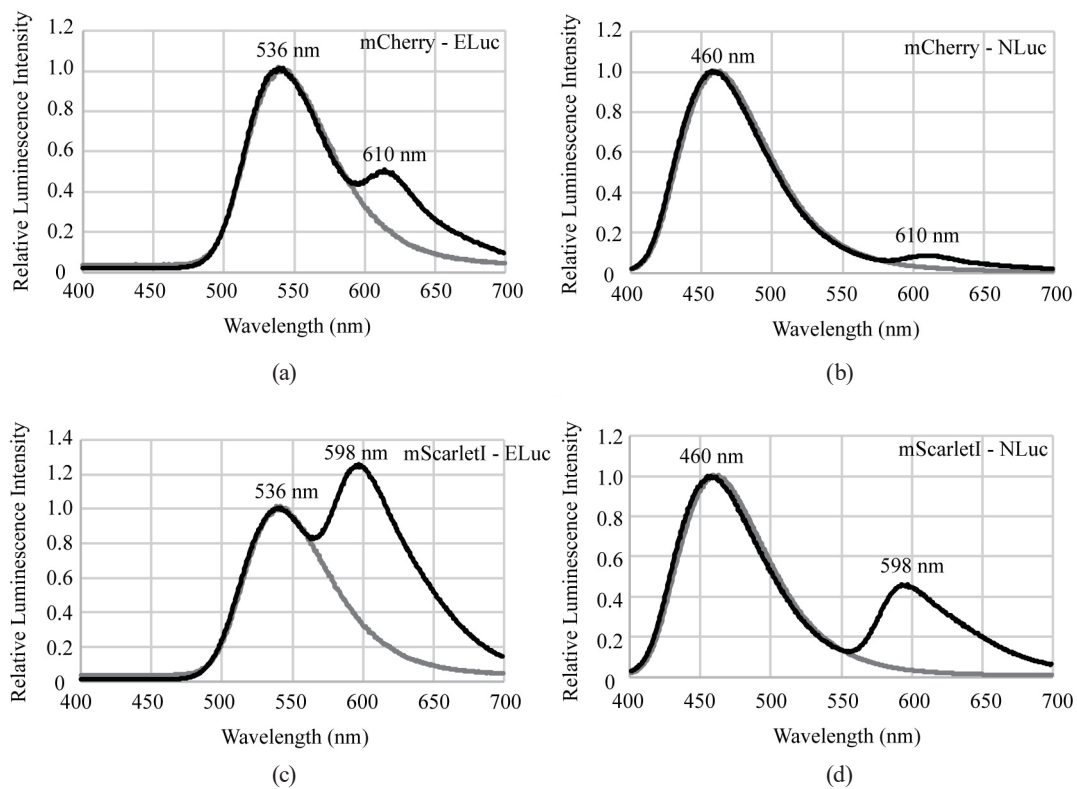 Relative Luminescence Intensity
1.2
1.0
0.8
0.6
0.4
0.2
0
536 nm
610 nm
mCherry - ELuc
400 450 500 550 600 650 700
Wavelength (nm)
(a)
Relative Luminescence Intensity
1.2
1.0
0.8
0.6
0.4
0.2
0
460 nm
610 nm
mCherry - NLuc
400 450 500 550 600 650 700
Wavelength (nm)
(b)
Relative Luminescence Intensity
1.4
1.2
1.0
0.8
0.6
0.4
0.2
0
536 nm
598 nm
mScarletI - ELuc
400 450 500 550 600 650 700
Wavelength (nm)
(c)
Relative Luminescence Intensity
1.2
1.0
0.8
0.6
0.4
0.2
0
460 nm
598 nm
mScarletI - NLuc
400 450 500 550 600 650 700
Wavelength (nm)
(d)